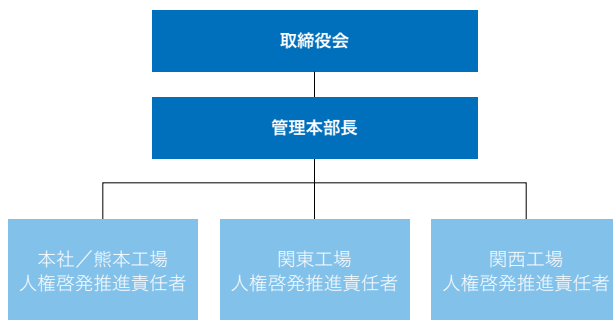 取締役会
管理本部長
本社／熊本工場
人権啓発推進責任者
関東工場
人権啓発推進責任者
関西工場
人権啓発推進責任者